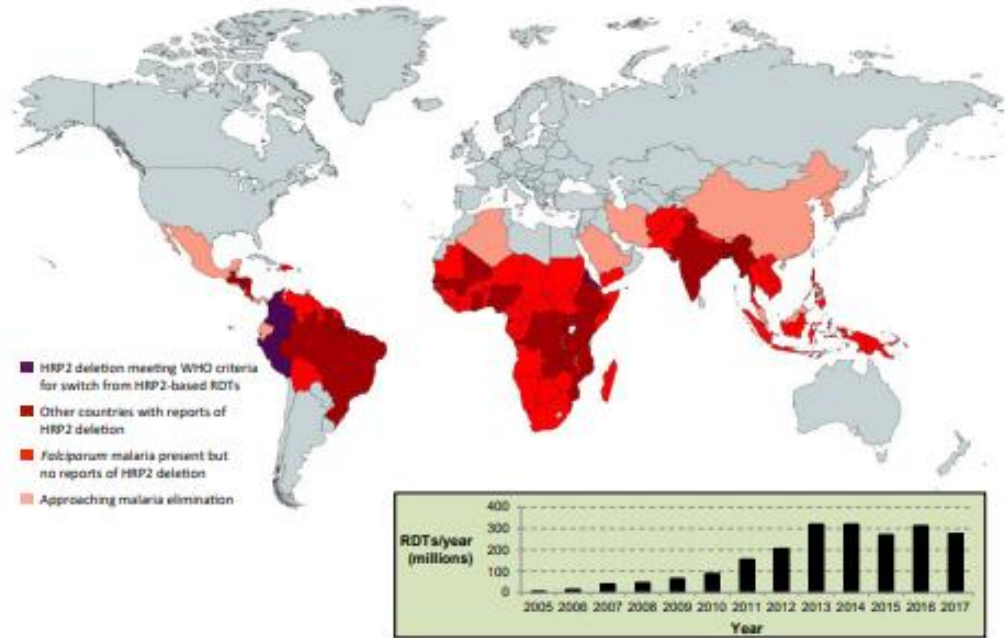 HRP2 deletion meeting WHO criteria
for switch from HRP2-based RDTs
Other countries with reports of
HRP2 deletion
Falciparum malaria present but
no reports of HRP2 deletion
Approaching malaria elimination
RDTs/year
(millions)
400
300
200
100
0
2005 2006 2007 2008 2009 2010 2011 2012 2013 2014 2015 2016 2017
Year